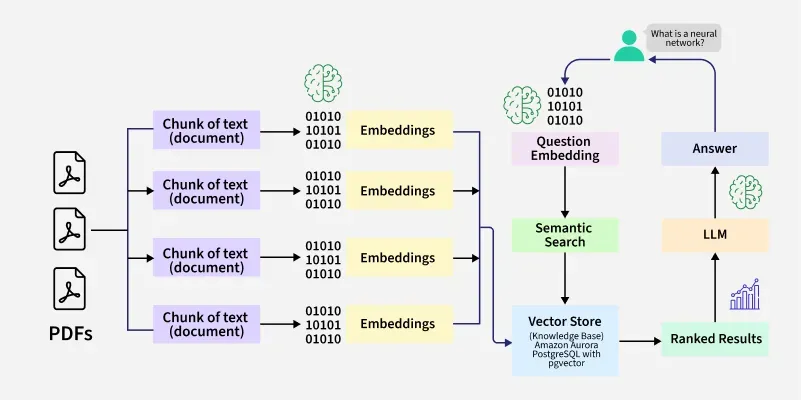 What is a neural
network?
01010
10101
01010
Question
Embedding
Semantic
Search
Vector Store
(Knowledge Base)
Amazon Aurora
PostgreSQL with
pgvector
Ranked Results
LLM
Answer
PDFs
Chunk of text
(document)
01010
10101
01010
Embeddings
Chunk of text
(document)
01010
10101
01010
Embeddings
Chunk of text
(document)
01010
10101
01010
Embeddings
Chunk of text
(document)
01010
10101
01010
Embeddings